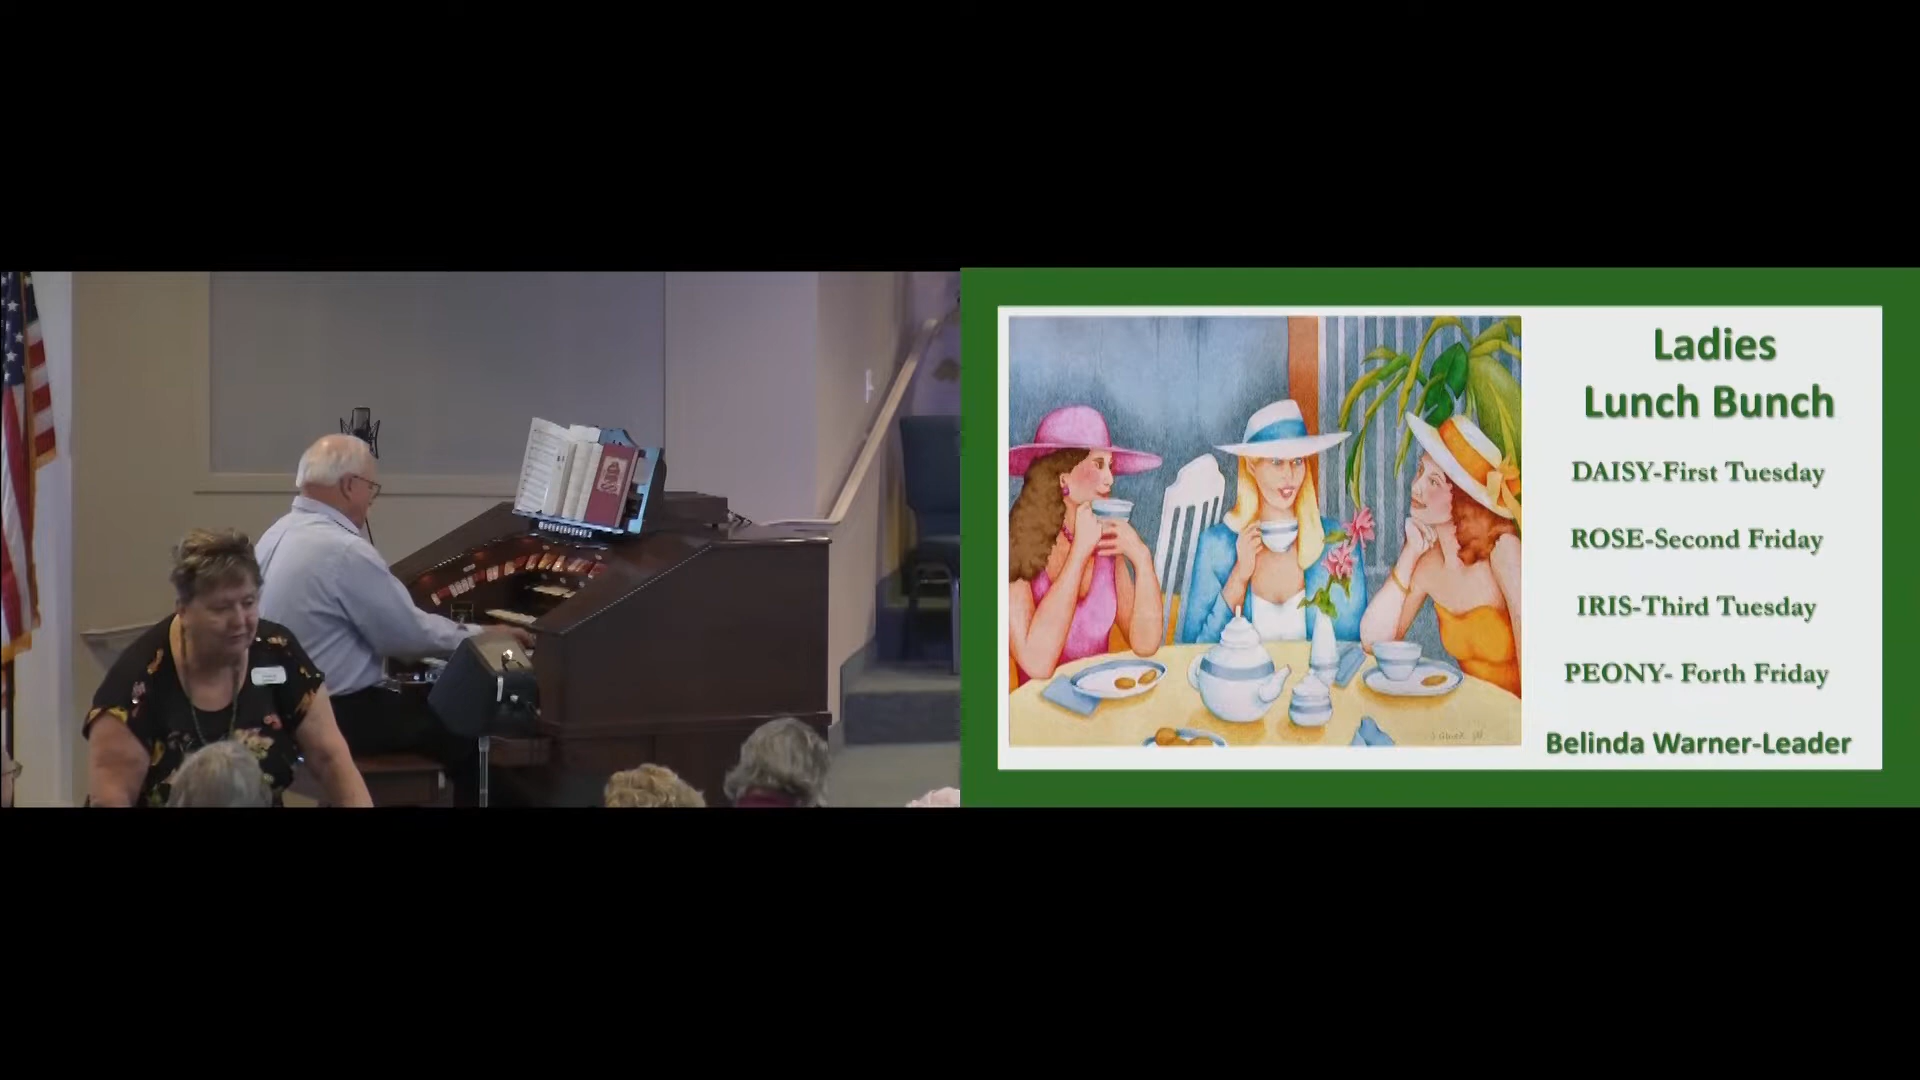 Ladies
Lunch Bunch
DAISY-First Tuesday
ROSE-Second Friday
IRIS-Third Tuesday
PEONY- Forth Friday
Belinda Warner-Leader